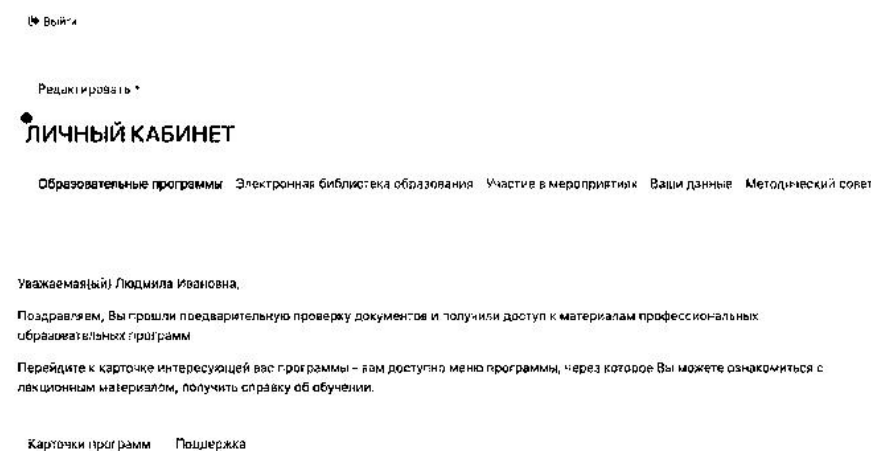 Выйти
Редактировать
ЛИЧНЫЙ КАБИНЕТ
Образовательные программы Электронная библиотека образования Участие в мероприятиях Ваши данные Методический совет
Уважаемая(ый) Людмила Ивановна,
Поздравляем, Вы прошли предварительную проверку документов и получили доступ к материалам профессиональных
образовательных программ
Перейдите к карточке интересующей вас программы – вам доступно меню программы, через которое Вы можете ознакомиться с
лекционным материалом, получить справку об обучении.
Карточки программ Поддержка